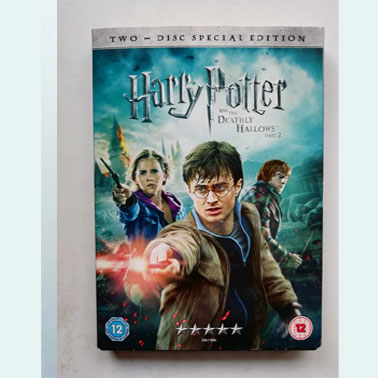 TWO – DISC SPECIAL EDITION
Harry Potter
AND THE
DEATHLY
HALLOWS
PART 2
12
12